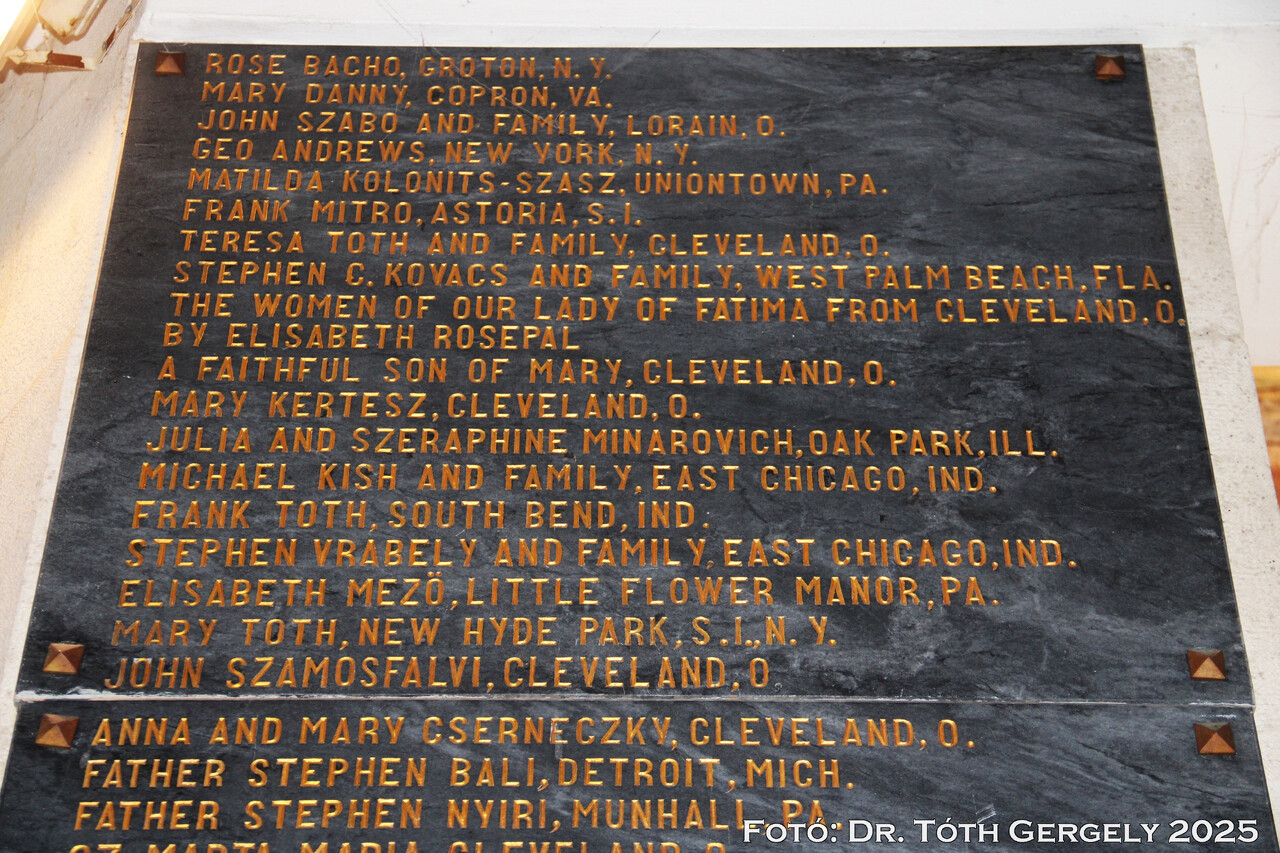 ROSE BACHO, GROTON, N. Y.
MARY DANNY, COPRON, VA.
JOHN SZABO AND FAMILY, LORAIN, O.
GEO ANDREWS, NEW YORK, N. Y.
MATILDA KOLONITS-SZASZ, UNIONTOWN, PA.
FRANK MITRO, ASTORIA, S. I.
TERESA TOTH AND FAMILY, CLEVELAND, O.
STEPHEN C. KOVACS AND FAMILY, WEST PALM BEACH, FLA.
THE WOMEN OF OUR LADY OF FATIMA FROM CLEVELAND, O.
BY ELISABETH ROSEPAL
A FAITHFUL SON OF MARY, CLEVELAND, O.
MARY KERTESZ, CLEVELAND, O.
JULIA AND SZERAPHINE MINAROVICH, OAK PARK, ILL.
MICHAEL KISH AND FAMILY, EAST CHICAGO, IND.
FRANK TOTH, SOUTH BEND, IND.
STEPHEN VRABELY AND FAMILY, EAST CHICAGO, IND.
ELISABETH MEZÖ, LITTLE FLOWER MANOR, PA.
MARY TOTH, NEW HYDE PARK, S. I., N. Y.
JOHN SZAMOSFALVI, CLEVELAND, O
ANNA AND MARY CSERNECZKY, CLEVELAND, O.
FATHER STEPHEN BALI, DETROIT, MICH.
FATHER STEPHEN NYIRI, MUNHALL, PA.
MARTA MARIA CLEVELAND O
Fotó: Dr. Tóth Gergely 2025